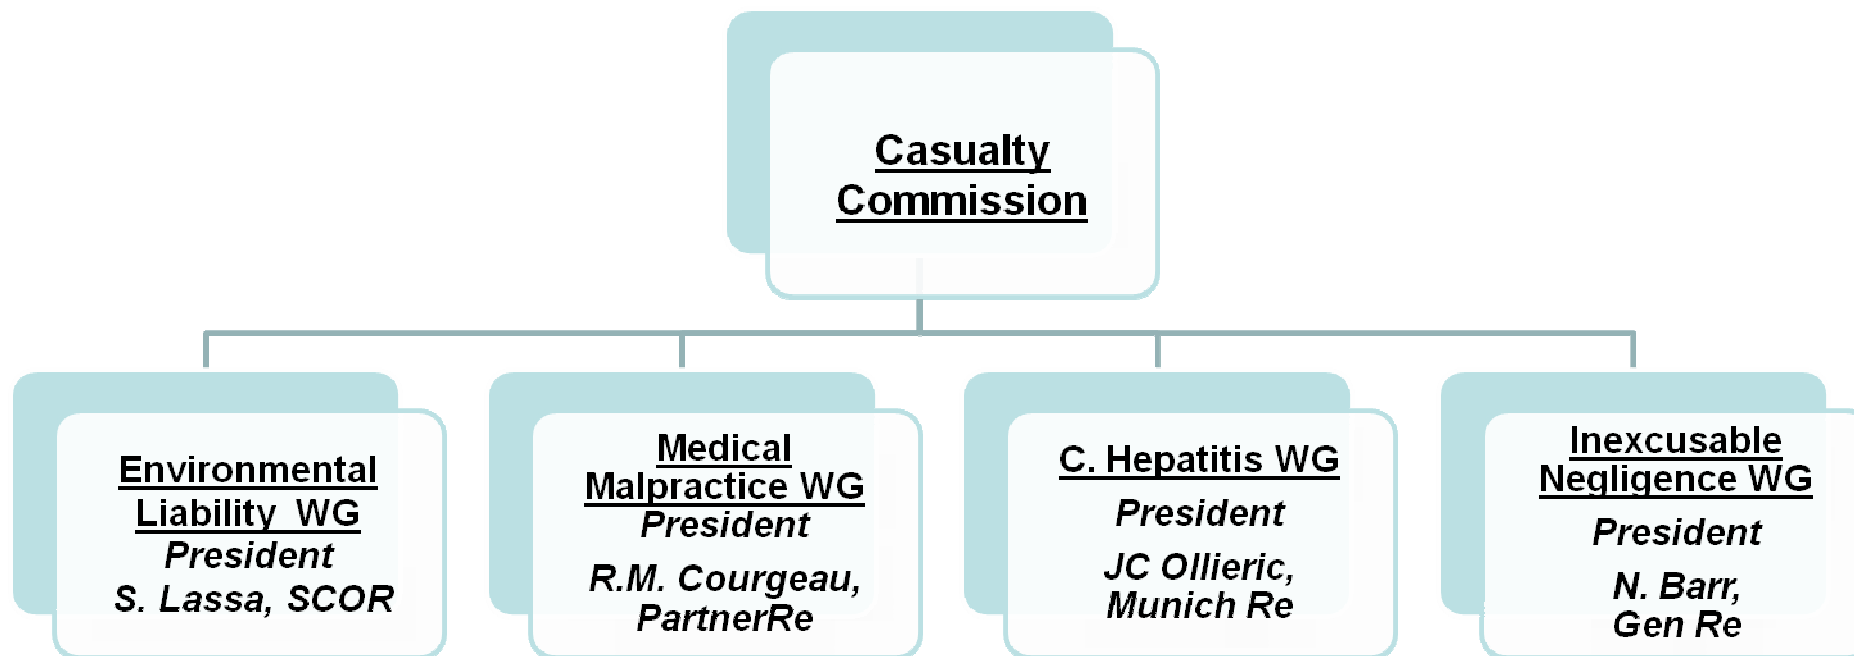 Casualty
Commission
Environmental
Liability WG
President
S. Lassa, SCOR
Medical
Malpractice WG
President
R.M. Courgeau,
PartnerRe
C. Hepatitis WG
President
JC Ollieric,
Munich Re
Inexcusable
Negligence WG
President
N. Barr,
Gen Re